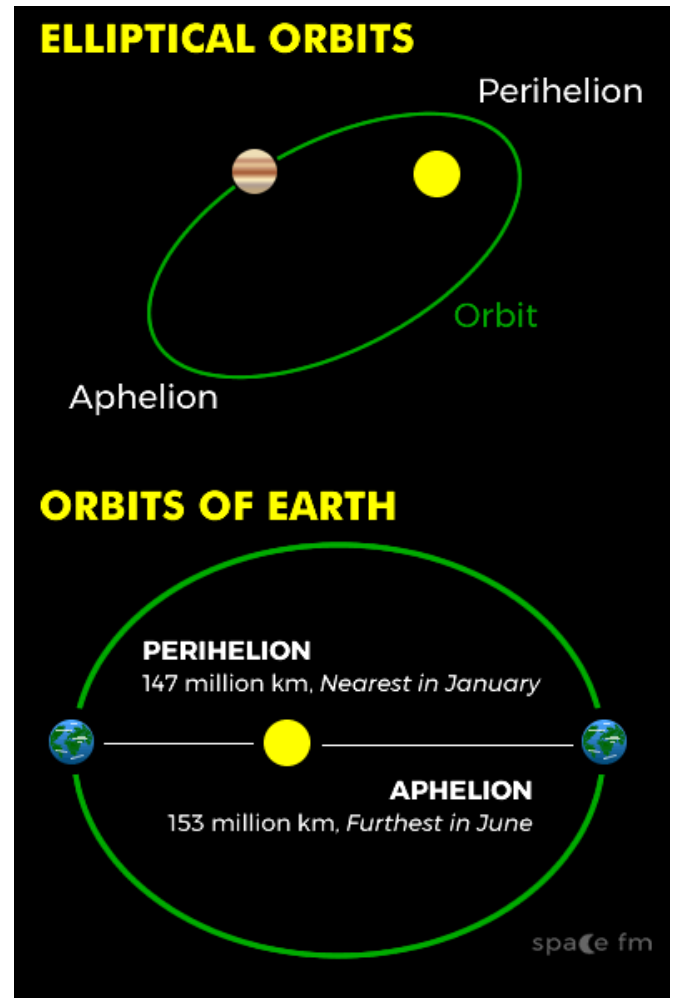 ELLIPTICAL ORBITS
Perihelion
Orbit
Aphelion
ORBITS OF EARTH
PERIHELION
147 million km, Nearest in January
APHELION
153 million km, Furthest in June
space fm